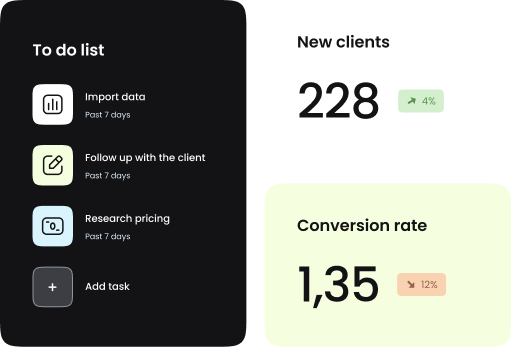 To do list
Import data
Past 7 days
Follow up with the client
Past 7 days
Research pricing
Past 7 days
Add task
New clients
228
4%
Conversion rate
1,35
12%